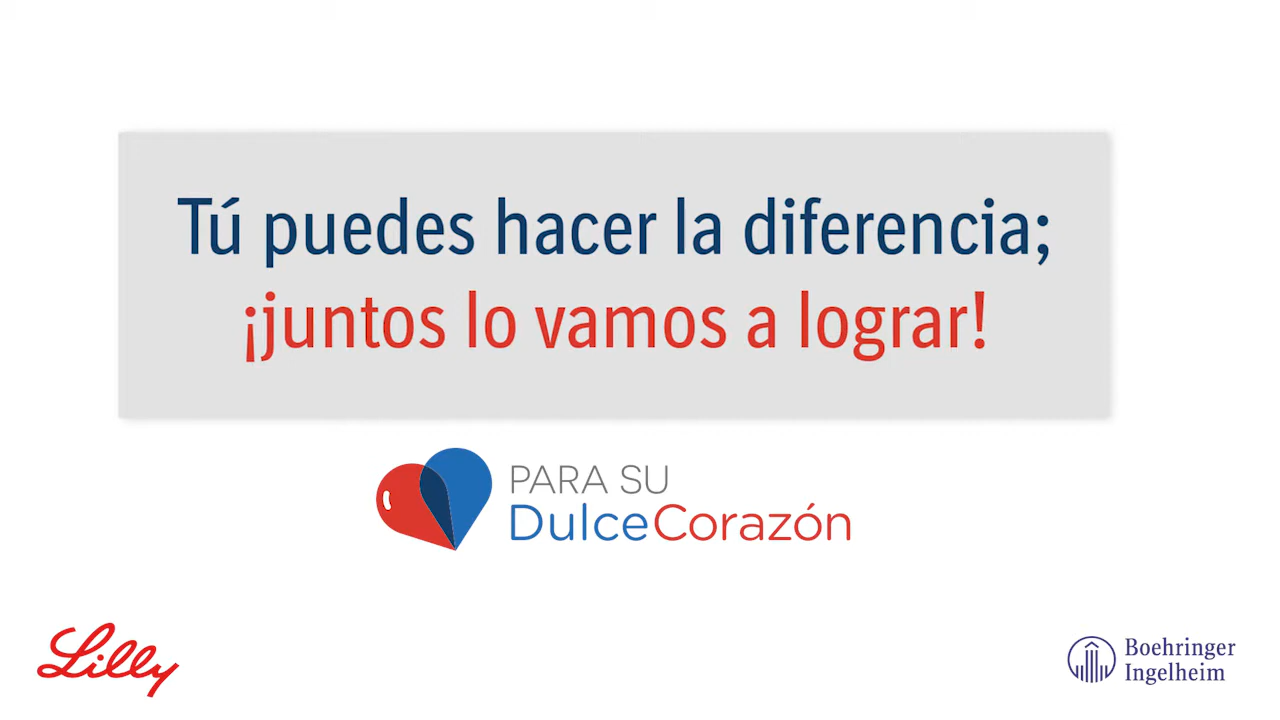 Tú puedes hacer la diferencia;
¡juntos lo vamos a lograr!
PARA SU
DulceCorazón
Lilly
Boehringer
Ingelheim